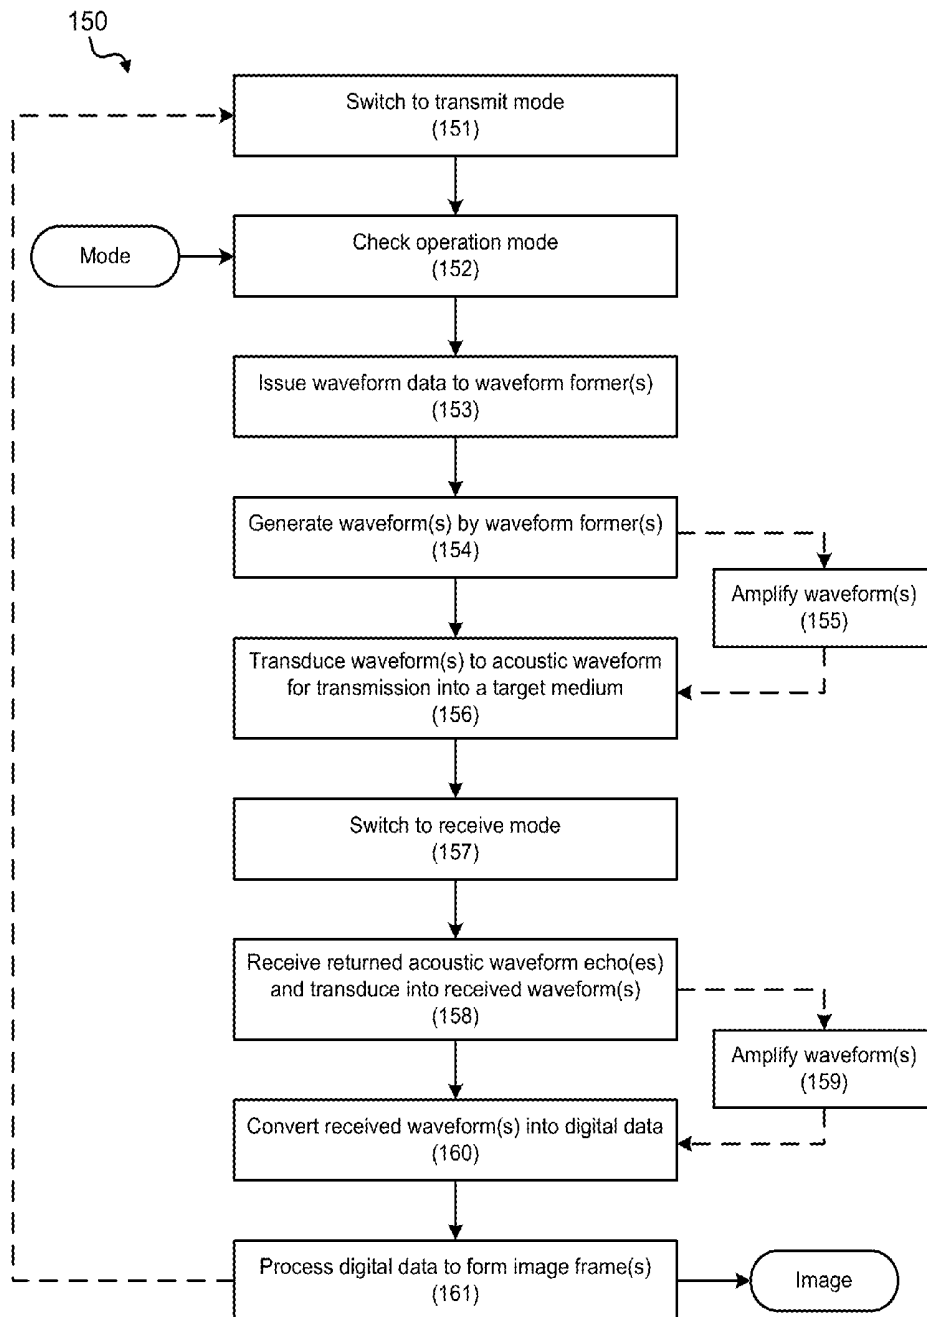 150
Switch to transmit mode
(151)
Mode
Check operation mode
(152)
Issue waveform data to waveform former(s)
(153)
Generate waveform(s) by waveform former(s)
(154)
Amplify waveform(s)
(155)
Transduce waveform(s) to acoustic waveform
for transmission into a target medium
(156)
Switch to receive mode
(157)
Receive returned acoustic waveform echo(es)
and transduce into received waveform(s)
(158)
Amplify waveform(s)
(159)
Convert received waveform(s) into digital data
(160)
Process digital data to form image frame(s)
(161)
Image